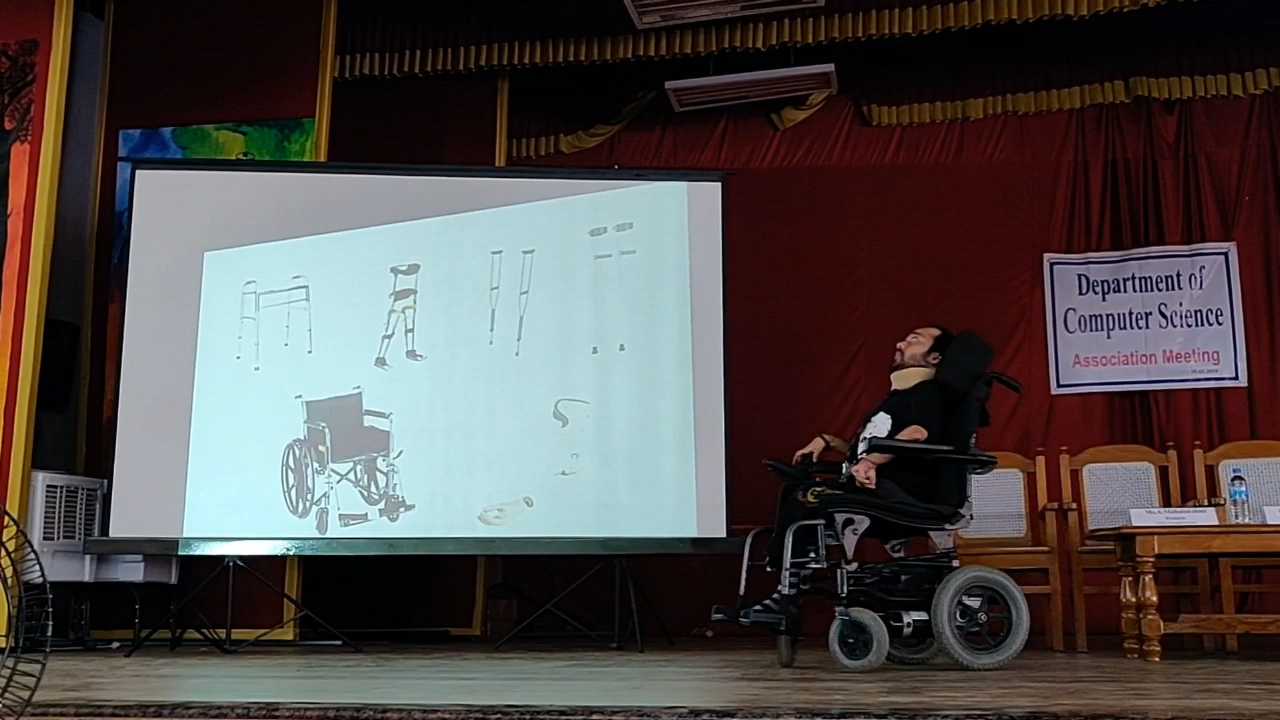 Department of
Computer Science
Association Meeting